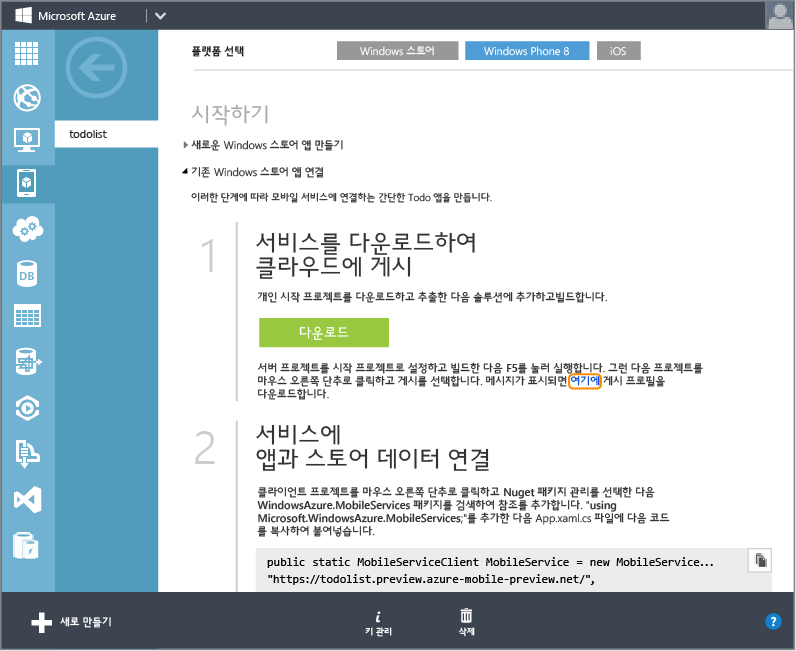 Microsoft Azure
플랫폼 선택
Windows 스토어
Windows Phone 8
iOS
todolist
시작하기
새로운 Windows 스토어 앱 만들기
기존 Windows 스토어 앱 연결
이러한 단계에 따라 모바일 서비스에 연결하는 간단한 Todo 앱을 만듭니다.
1
서비스를 다운로드하여
클라우드에 게시
개인 시작 프로젝트를 다운로드하고 추출한 다음 솔루션에 추가하고빌드합니다.
다운로드
서버 프로젝트를 시작 프로젝트로 설정하고 빌드한 다음 F5를 눌러 실행합니다. 그런 다음 프로젝트를
마우스 오른쪽 단추로 클릭하고 게시를 선택합니다. 메시지가 표시되면 여기에 게시 프로필을
다운로드합니다.
2
서비스에
앱과 스토어 데이터 연결
클라이언트 프로젝트를 마우스 오른쪽 단추로 클릭하고 Nuget 패키지 관리를 선택한 다음
WindowsAzure.MobileServices 패키지를 검색하여 참조를 추가합니다. "using
Microsoft.WindowsAzure.MobileServices;"를 추가한 다음 App.xaml.cs 파일에 다음 코드
를 복사하여 붙여넣습니다.
public static MobileServiceClient MobileService = new MobileService...
"https://todolist.preview.azure-mobile-preview.net/",
DB
새로 만들기
키 관리
삭제
?